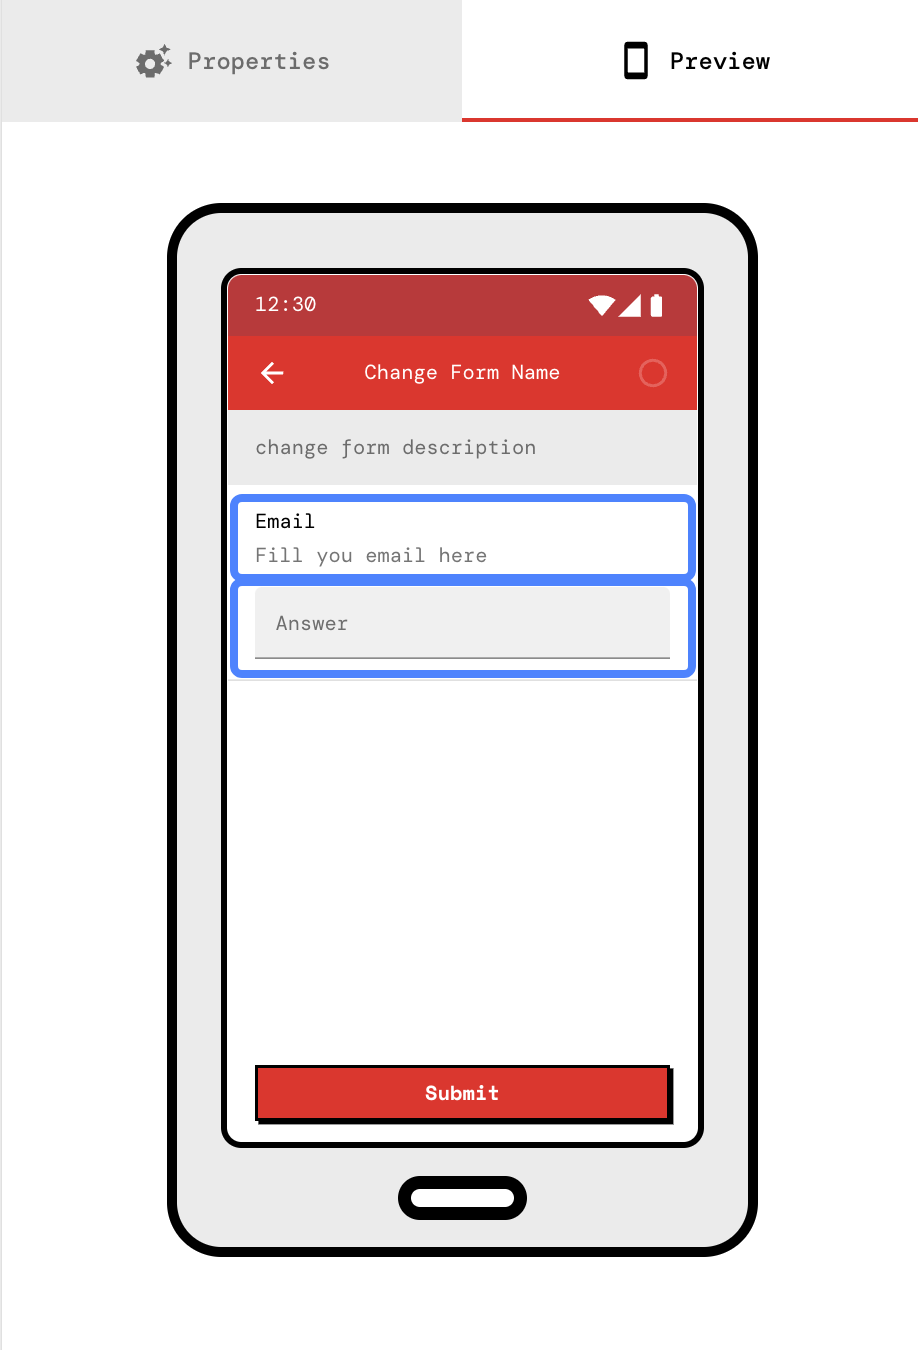 Properties
Preview
12:30
Change Form Name
change form description
Email
Fill you email here
Answer
Submit